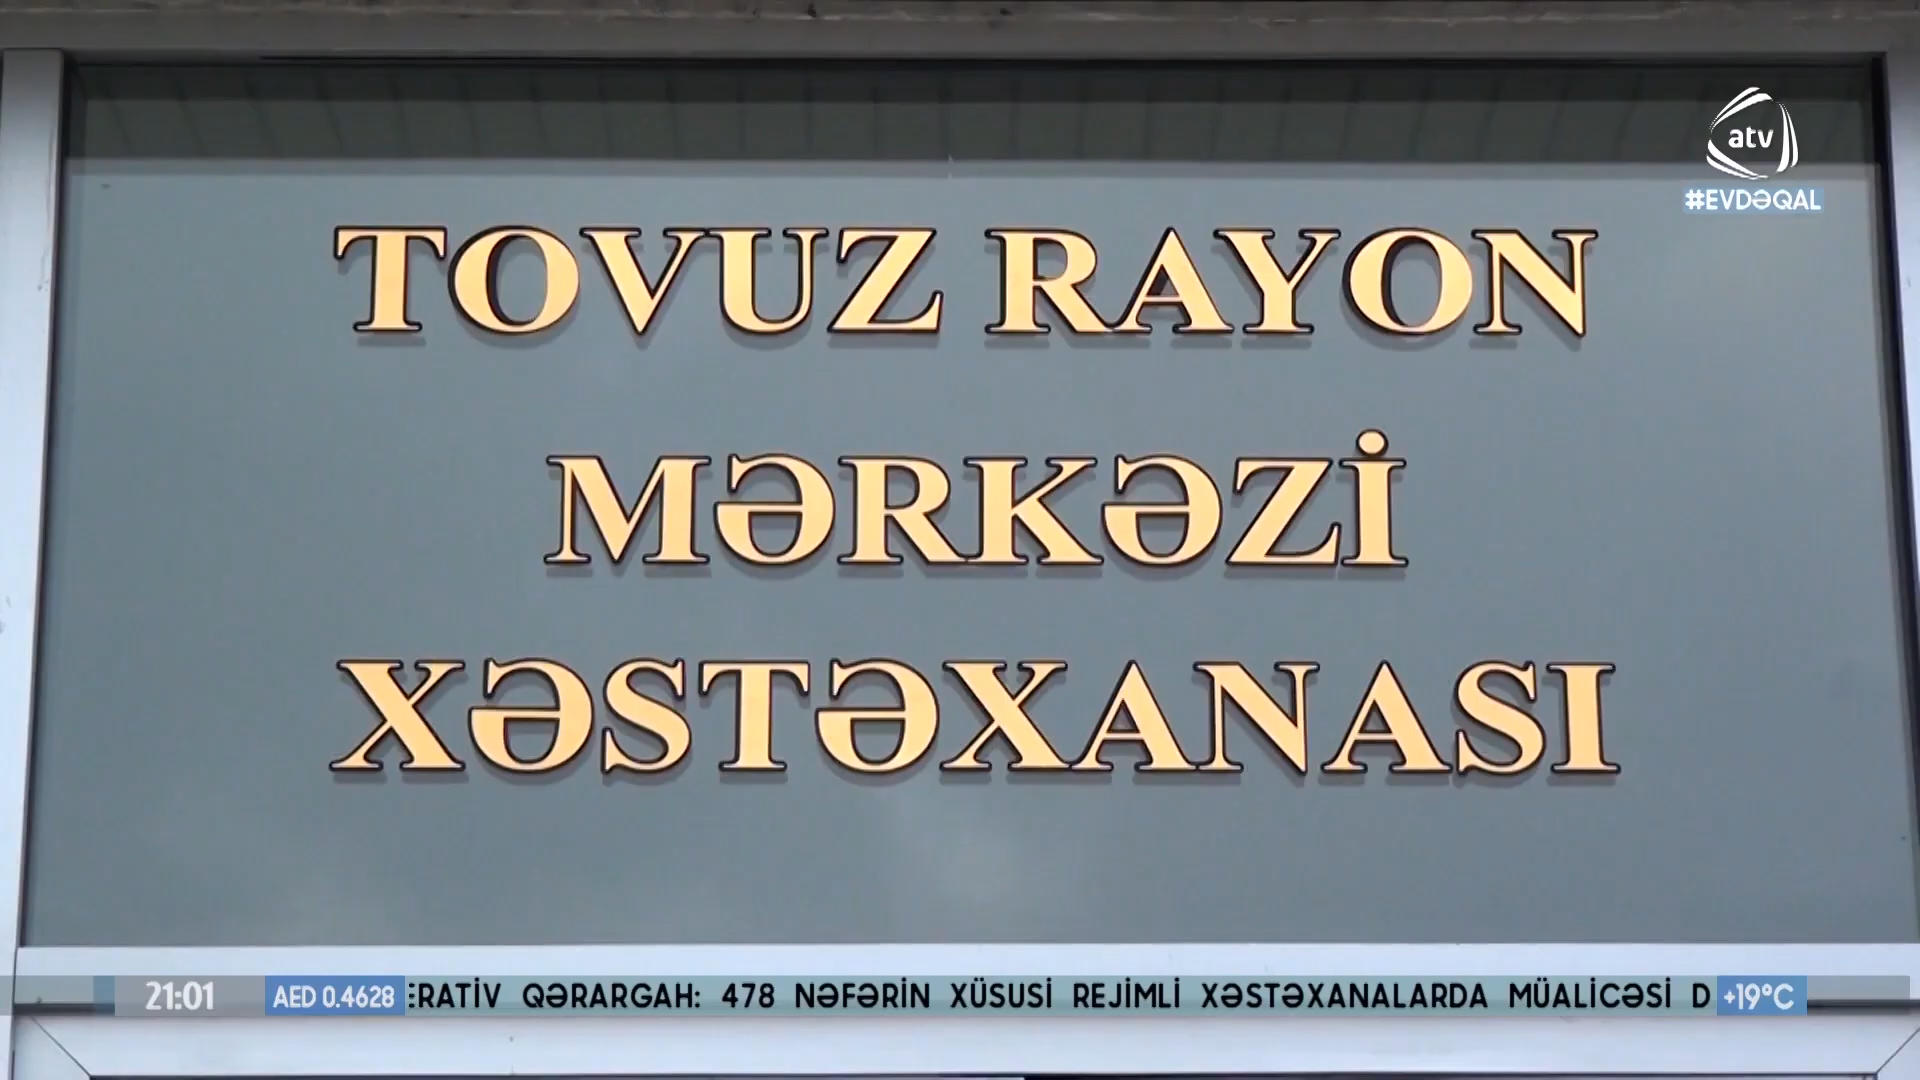 atv
#EVDƏQAL
TOVUZ RAYON
MƏRKƏZİ
XƏSTƏXANASI
21:01 AED 0.4628 QƏRARGAH: 478 NƏFƏRİN XÜSUSİ REJİMLİ XƏSTƏXANALARDA MÜALİCƏSİ D +19°C